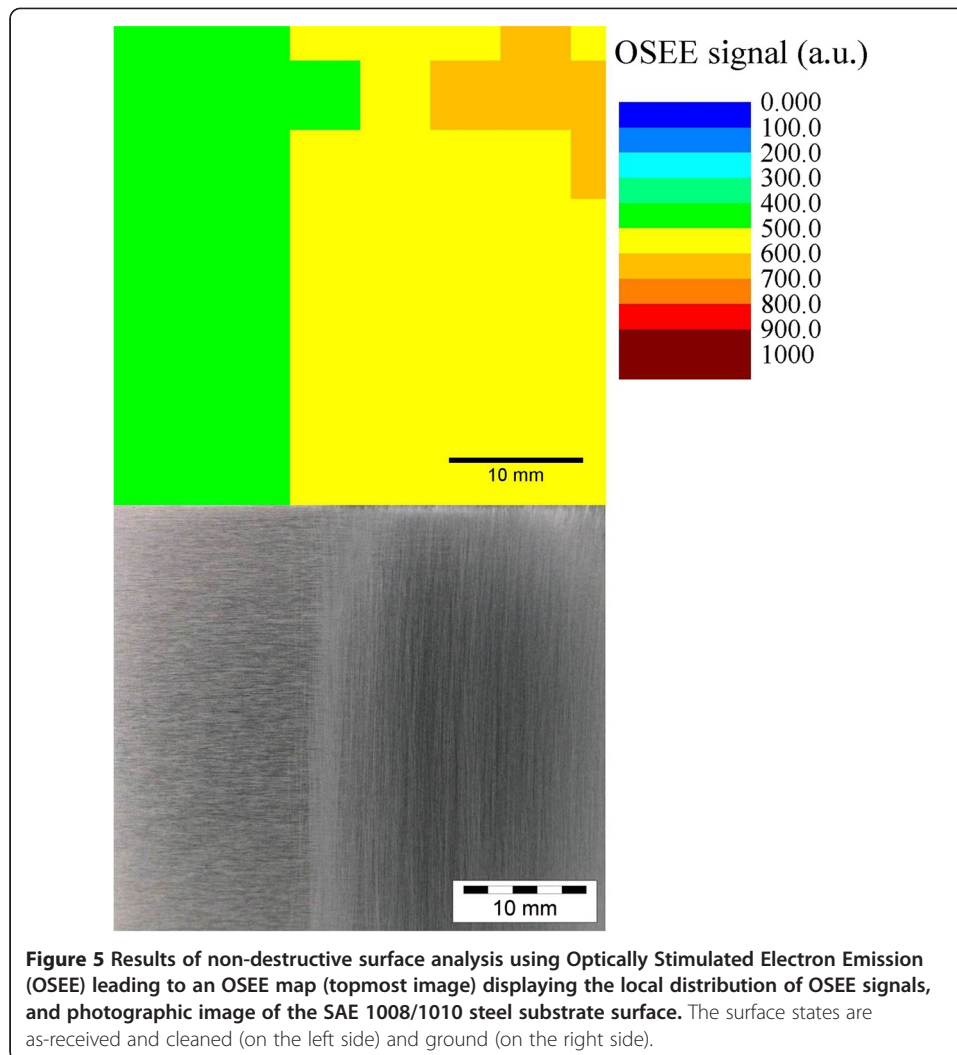 OSEE signal (a.u.)
0.000
100.0
200.0
300.0
400.0
500.0
600.0
700.0
800.0
900.0
1000
10 mm
10 mm
Figure 5 Results of non-destructive surface analysis using Optically Stimulated Electron Emission
(OSEE) leading to an OSEE map (topmost image) displaying the local distribution of OSEE signals,
and photographic image of the SAE 1008/1010 steel substrate surface. The surface states are
as-received and cleaned (on the left side) and ground (on the right side).